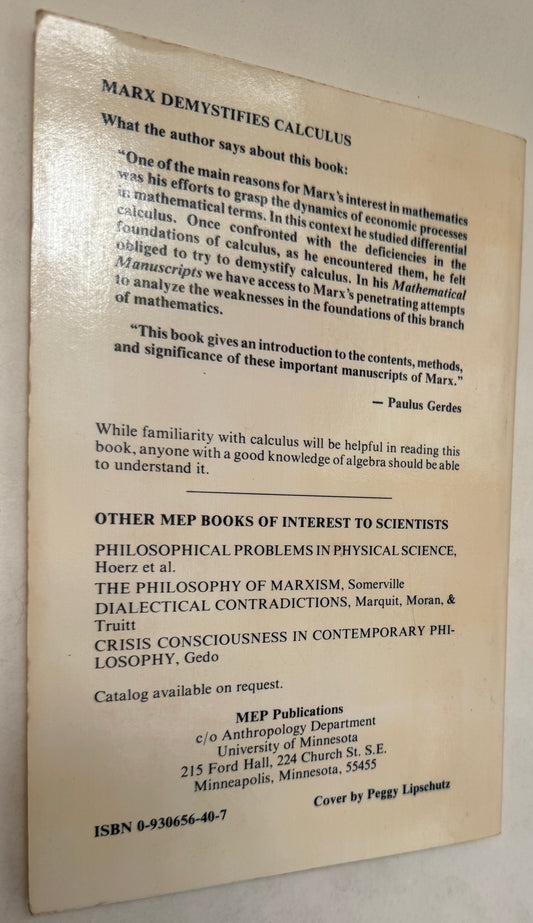 MARX DEMYSTIFIES CALCULUS
What the author says about this book:
"One of the main reasons for Marx's interest in mathematics
was his efforts to grasp the dynamics of economic processes
in mathematical terms. In this context he studied differential
calculus. Once confronted with the deficiencies in the
foundations of calculus, as he encountered them, he felt
obliged to try to demystify calculus. In his Mathematical
Manuscripts we have access to Marx's penetrating attempts
to analyze the weaknesses in the foundations of this branch
of mathematics.
"This book gives an introduction to the contents, methods,
and significance of these important manuscripts of Marx."
— Paulus Gerdes
While familiarity with calculus will be helpful in reading this
book, anyone with a good knowledge of algebra should be able
to understand it.
OTHER MEP BOOKS OF INTEREST TO SCIENTISTS
PHILOSOPHICAL PROBLEMS IN PHYSICAL SCIENCE,
Hoerz et al.
THE PHILOSOPHY OF MARXISM, Somerville
DIALECTICAL CONTRADICTIONS, Marquit, Moran, &
Truitt
CRISIS CONSCIOUSNESS IN CONTEMPORARY PHI-
LOSOPHY, Gedo
Catalog available on request.
MEP Publications
c/o Anthropology Department
University of Minnesota
215 Ford Hall, 224 Church St. S.E.
Minneapolis, Minnesota, 55455
Cover by Peggy Lipschutz
ISBN 0-930656-40-7